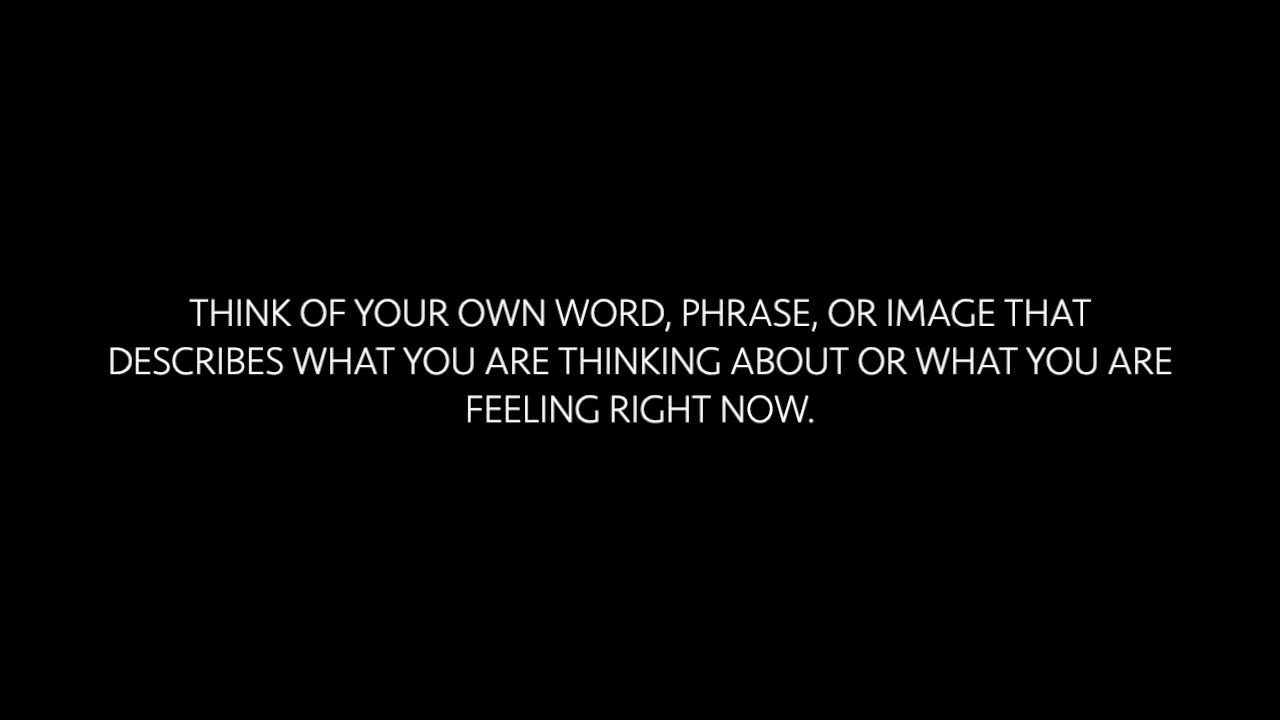 THINK OF YOUR OWN WORD, PHRASE, OR IMAGE THAT
DESCRIBES WHAT YOU ARE THINKING ABOUT OR WHAT YOU ARE
FEELING RIGHT NOW.